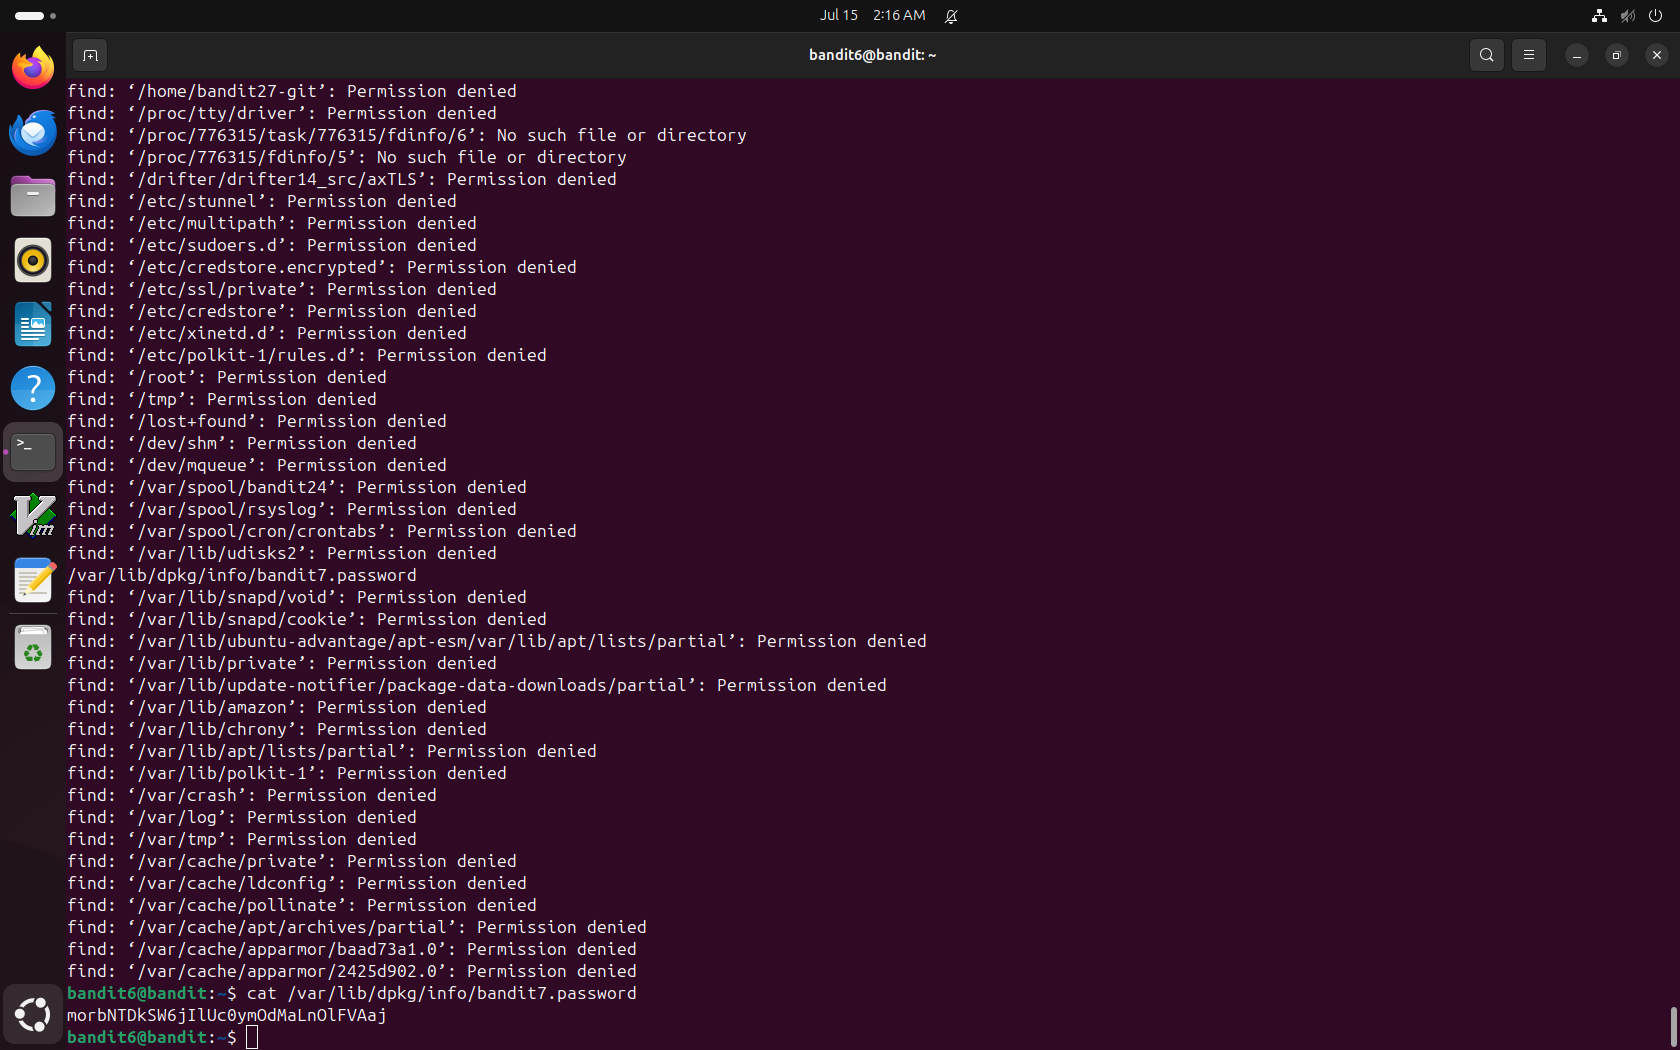 Jul 15 2:16 AM
bandit6@bandit: ~
find: ‘/home/bandit27-git’: Permission denied
find: ‘/proc/tty/driver’: Permission denied
find: ‘/proc/776315/task/776315/fdinfo/6’: No such file or directory
find: ‘/proc/776315/fdinfo/5’: No such file or directory
find: ‘/drifter/drifter14_src/axTLS’: Permission denied
find: ‘/etc/stunnel’: Permission denied
find: ‘/etc/multipath’: Permission denied
find: ‘/etc/sudoers.d’: Permission denied
find: ‘/etc/credstore.encrypted’: Permission denied
find: ‘/etc/ssl/private’: Permission denied
find: ‘/etc/credstore’: Permission denied
find: ‘/etc/xinetd.d’: Permission denied
find: ‘/etc/polkit-1/rules.d’: Permission denied
find: ‘/root’: Permission denied
find: ‘/tmp’: Permission denied
find: ‘/lost+found’: Permission denied
find: ‘/dev/shm’: Permission denied
find: ‘/dev/mqueue’: Permission denied
find: ‘/var/spool/bandit24’: Permission denied
find: ‘/var/spool/rsyslog’: Permission denied
find: ‘/var/spool/cron/crontabs’: Permission denied
find: ‘/var/lib/udisks2’: Permission denied
/var/lib/dpkg/info/bandit7.password
find: ‘/var/lib/snapd/void’: Permission denied
find: ‘/var/lib/snapd/cookie’: Permission denied
find: ‘/var/lib/ubuntu-advantage/apt-esm/var/lib/apt/lists/partial’: Permission denied
find: ‘/var/lib/private’: Permission denied
find: ‘/var/lib/update-notifier/package-data-downloads/partial’: Permission denied
find: ‘/var/lib/amazon’: Permission denied
find: ‘/var/lib/chrony’: Permission denied
find: ‘/var/lib/apt/lists/partial’: Permission denied
find: ‘/var/lib/polkit-1’: Permission denied
find: ‘/var/crash’: Permission denied
find: ‘/var/log’: Permission denied
find: ‘/var/tmp’: Permission denied
find: ‘/var/cache/private’: Permission denied
find: ‘/var/cache/ldconfig’: Permission denied
find: ‘/var/cache/pollinate’: Permission denied
find: ‘/var/cache/apt/archives/partial’: Permission denied
find: ‘/var/cache/apparmor/baad73a1.0’: Permission denied
find: ‘/var/cache/apparmor/2425d902.0’: Permission denied
bandit6@bandit:~$ cat /var/lib/dpkg/info/bandit7.password
morbNTDkSW6jIlUc0ymOdMaLnOlFVAaj
bandit6@bandit:~$